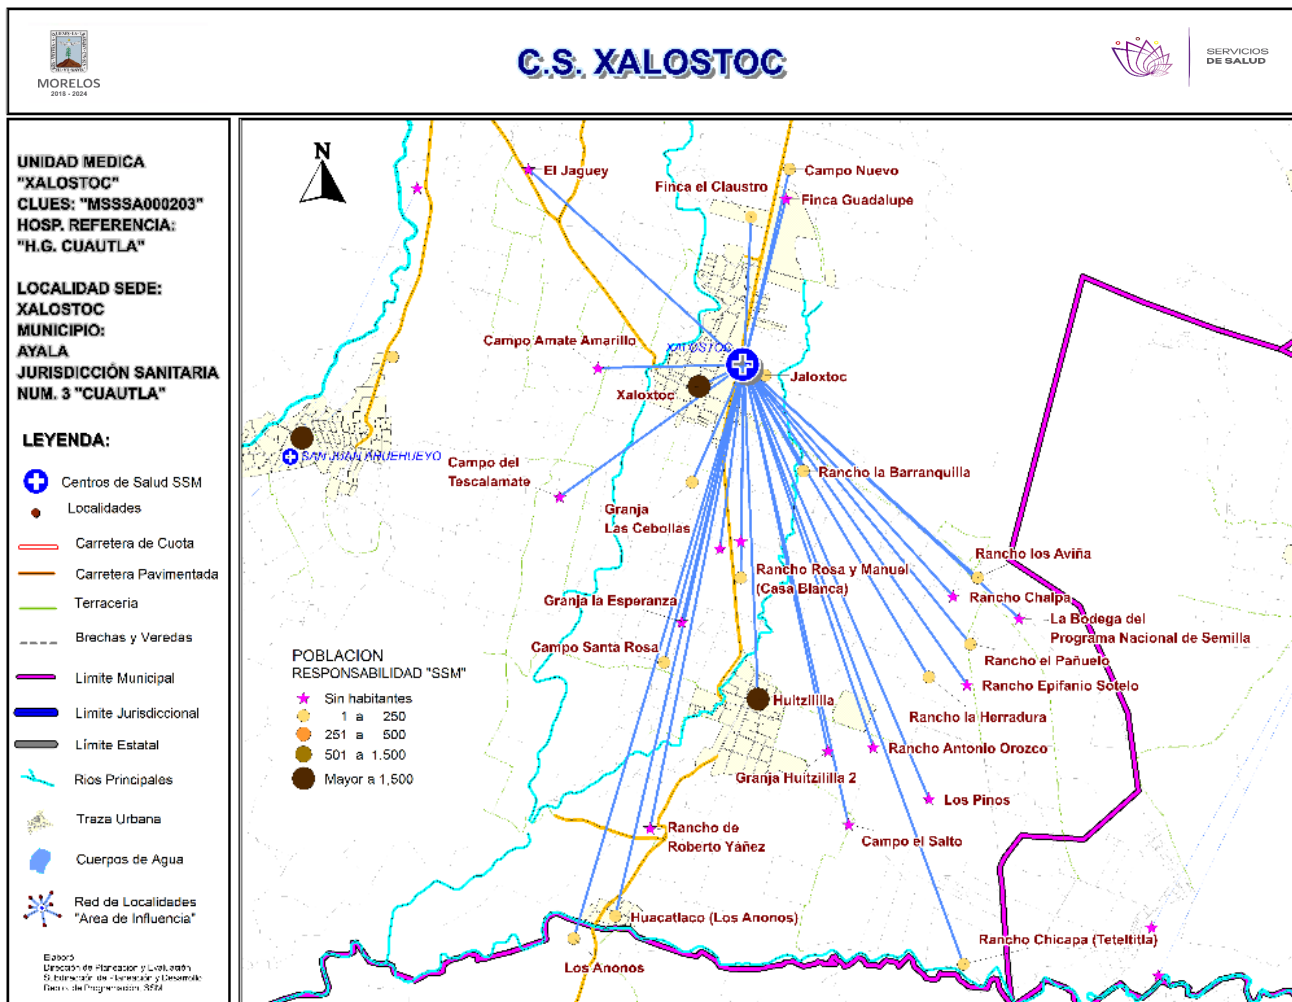 MORELOS
2018 - 2024
C.S. XALOSTOC
SERVICIOS
DE SALUD
UNIDAD MEDICA
"XALOSTOC"
CLUES: "MSSSA000203"
HOSP. REFERENCIA:
"H.G. CUAUTLA"
LOCALIDAD SEDE:
XALOSTOC
MUNICIPIO:
AYALA
JURISDICCIÓN SANITARIA
NUM. 3 "CUAUTLA"
LEYENDA:
Centros de Salud SSM
Localidades
Carretera de Cuota
Carretera Pavimentada
Terraceria
Brechas y Veredas
Limite Municipal
Limite Jurisdiccional
Límite Estatal
Rios Principales
Traza Urbana
Cuerpos de Agua
Red de Localidades
"Area de Influencia"
Elaboró
Dirección de Planeación y Evaluación
N
El Jaguey
Finca el Claustro
Campo Nuevo
Finca Guadalupe
Campo Amate Amarillo
XALOSTOC
Xaloxtoc
Jaloxtoc
SAN JUAN AHUEHUEYO
Campo del
Tescalamate
Rancho la Barranquilla
Granja
Las Cebollas
Rancho los Aviña
Rancho Rosa y Manuel
(Casa Blanca)
Rancho Chalpa
Granja la Esperanza
La Bodega del
Programa Nacional de Semilla
Campo Santa Rosa
Rancho el Pañuelo
POBLACION
RESPONSABILIDAD "SSM"
Sin habitantes
1 a 250
251 a 500
501 a 1.500
Mayor a 1,500
Rancho Epifanio Sotelo
Huitzililla
Rancho la Herradura
Rancho Antonio Orozco
Granja Huitzililla 2
Los Pinos
Rancho de
Roberto Yáñez
Campo el Salto
Huacatlaco (Los Anonos)
Rancho Chicapa (Teteltitla)
Los Anonos